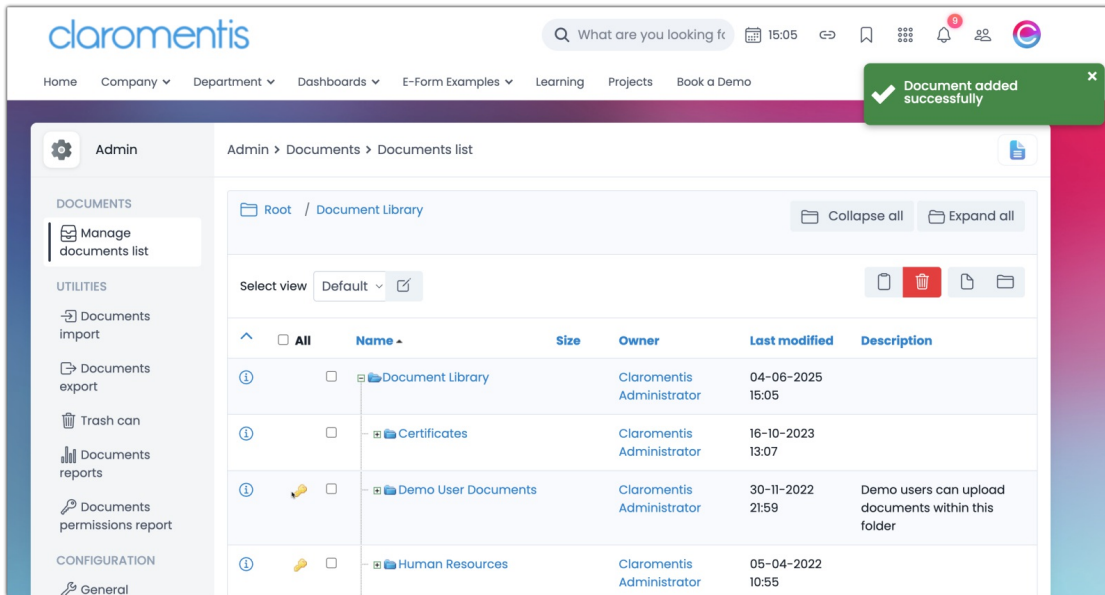 claromentis
What are you looking fo
15:05
9
Home
Company
Department
Dashboards
E-Form Examples
Learning
Projects
Book a Demo
Document added
successfully
Admin
Admin > Documents > Documents list
DOCUMENTS
Manage
documents list
UTILITIES
Documents
import
Documents
export
Trash can
Documents
reports
Documents
permissions report
CONFIGURATION
General
Root / Document Library
Collapse all
Expand all
Select view
Default
All
Name
Size
Owner
Last modified
Description
Document Library
Claromentis
Administrator
04-06-2025
15:05
Certificates
Claromentis
Administrator
16-10-2023
13:07
Demo User Documents
Claromentis
Administrator
30-11-2022
21:59
Demo users can upload
documents within this
folder
Human Resources
Claromentis
Administrator
05-04-2022
10:55